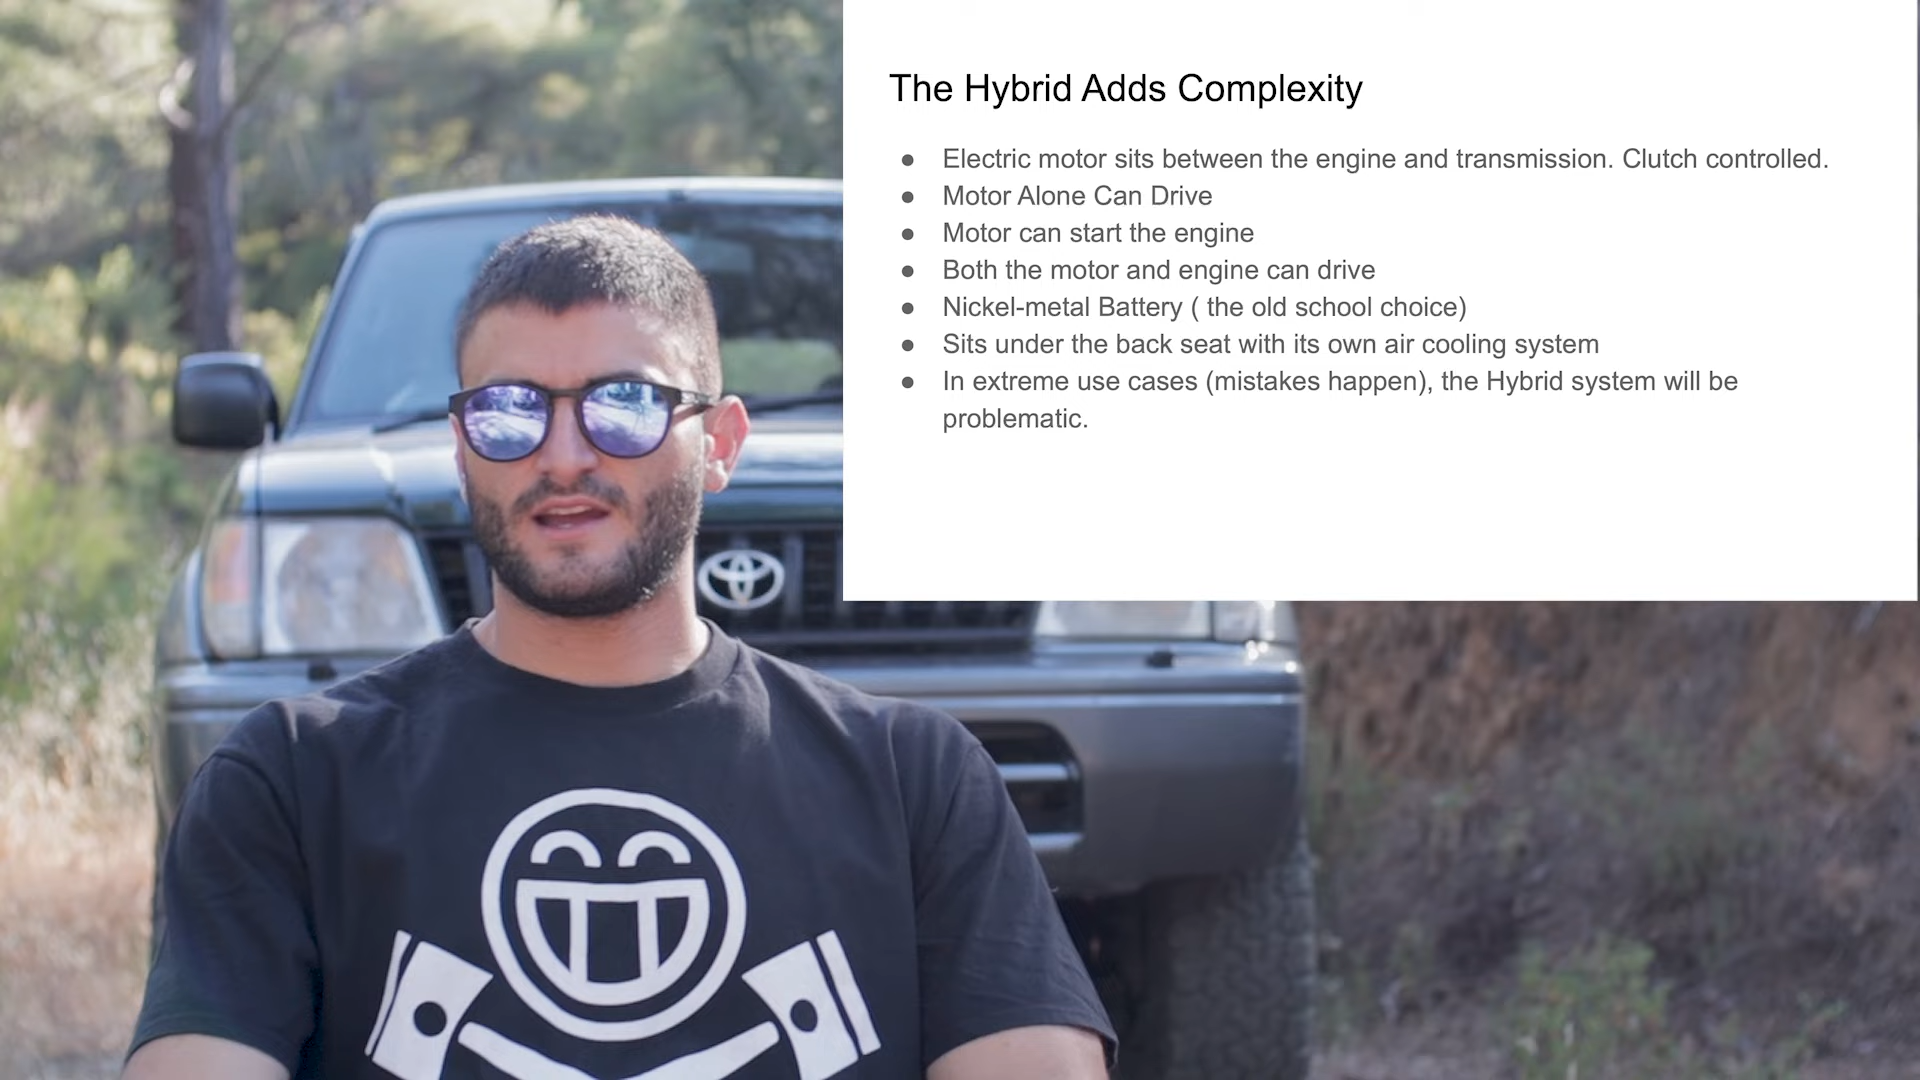 The Hybrid Adds Complexity
● Electric motor sits between the engine and transmission. Clutch controlled.
● Motor Alone Can Drive
● Motor can start the engine
● Both the motor and engine can drive
● Nickel-metal Battery ( the old school choice)
● Sits under the back seat with its own air cooling system
● In extreme use cases (mistakes happen), the Hybrid system will be
problematic.